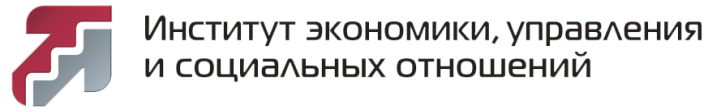 Институт экономики, управления
и социальных отношений